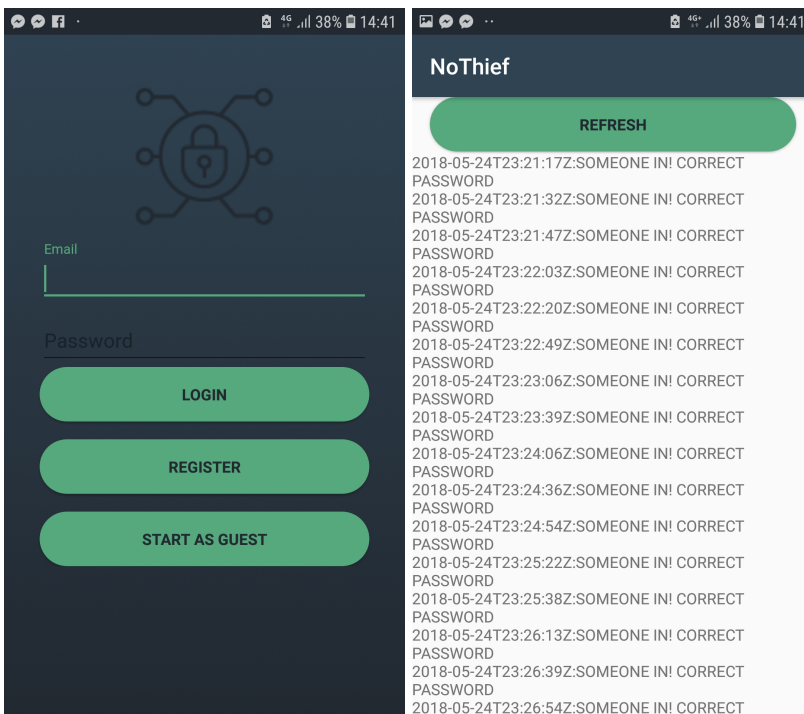 4G 38% 14:41
Email
Password
LOGIN
REGISTER
START AS GUEST
4G+ 38% 14:41
NoThief
REFRESH
2018-05-24T23:21:17Z:SOMEONE IN! CORRECT
PASSWORD
2018-05-24T23:21:32Z:SOMEONE IN! CORRECT
PASSWORD
2018-05-24T23:21:47Z:SOMEONE IN! CORRECT
PASSWORD
2018-05-24T23:22:03Z:SOMEONE IN! CORRECT
PASSWORD
2018-05-24T23:22:20Z:SOMEONE IN! CORRECT
PASSWORD
2018-05-24T23:22:49Z:SOMEONE IN! CORRECT
PASSWORD
2018-05-24T23:23:06Z:SOMEONE IN! CORRECT
PASSWORD
2018-05-24T23:23:39Z:SOMEONE IN! CORRECT
PASSWORD
2018-05-24T23:24:06Z:SOMEONE IN! CORRECT
PASSWORD
2018-05-24T23:24:36Z:SOMEONE IN! CORRECT
PASSWORD
2018-05-24T23:24:54Z:SOMEONE IN! CORRECT
PASSWORD
2018-05-24T23:25:22Z:SOMEONE IN! CORRECT
PASSWORD
2018-05-24T23:25:38Z:SOMEONE IN! CORRECT
PASSWORD
2018-05-24T23:26:13Z:SOMEONE IN! CORRECT
PASSWORD
2018-05-24T23:26:39Z:SOMEONE IN! CORRECT
PASSWORD
2018-05-24T23:26:54Z:SOMEONE IN! CORRECT